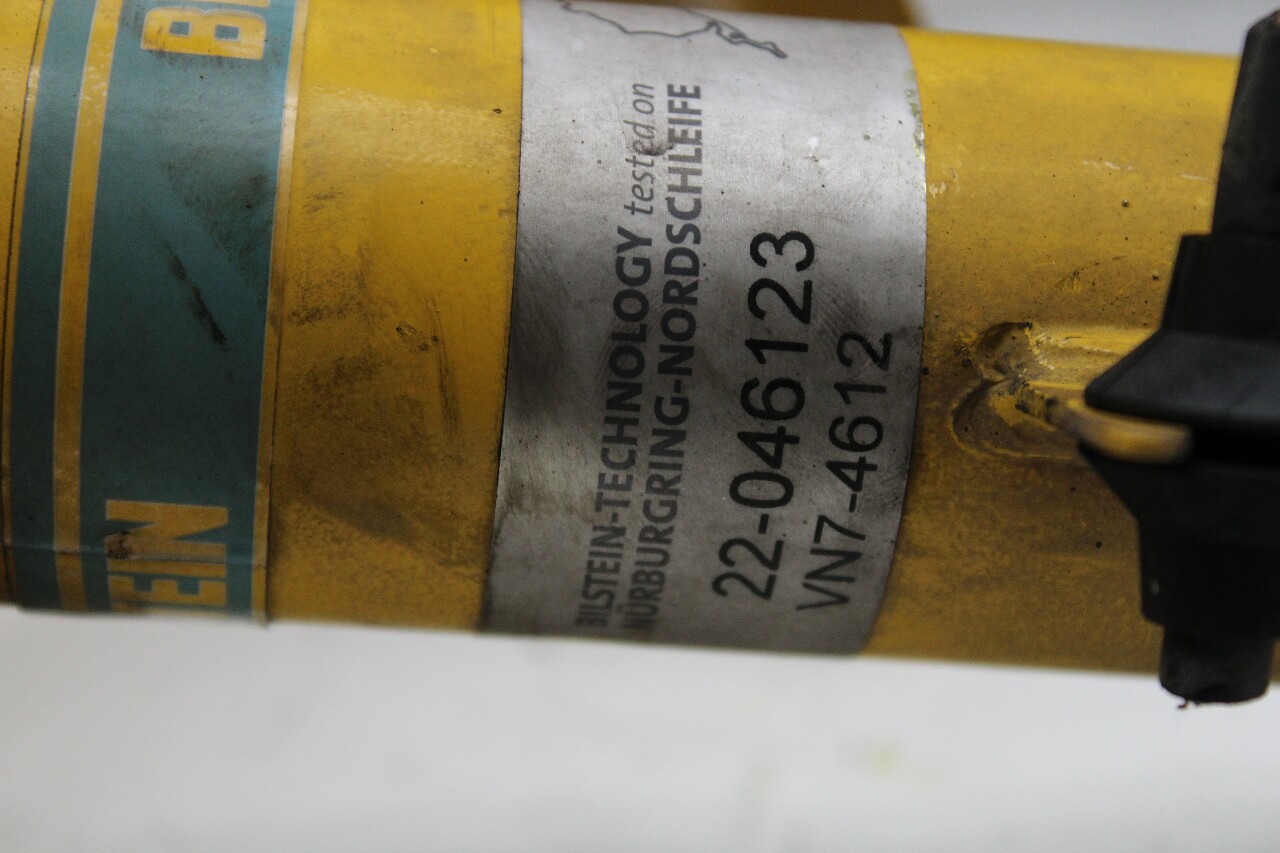 BILSTEIN-TECHNOLOGY tested on
NÜRBURGRING-NORDSCHLEIFE
22-046123
VN7-4612